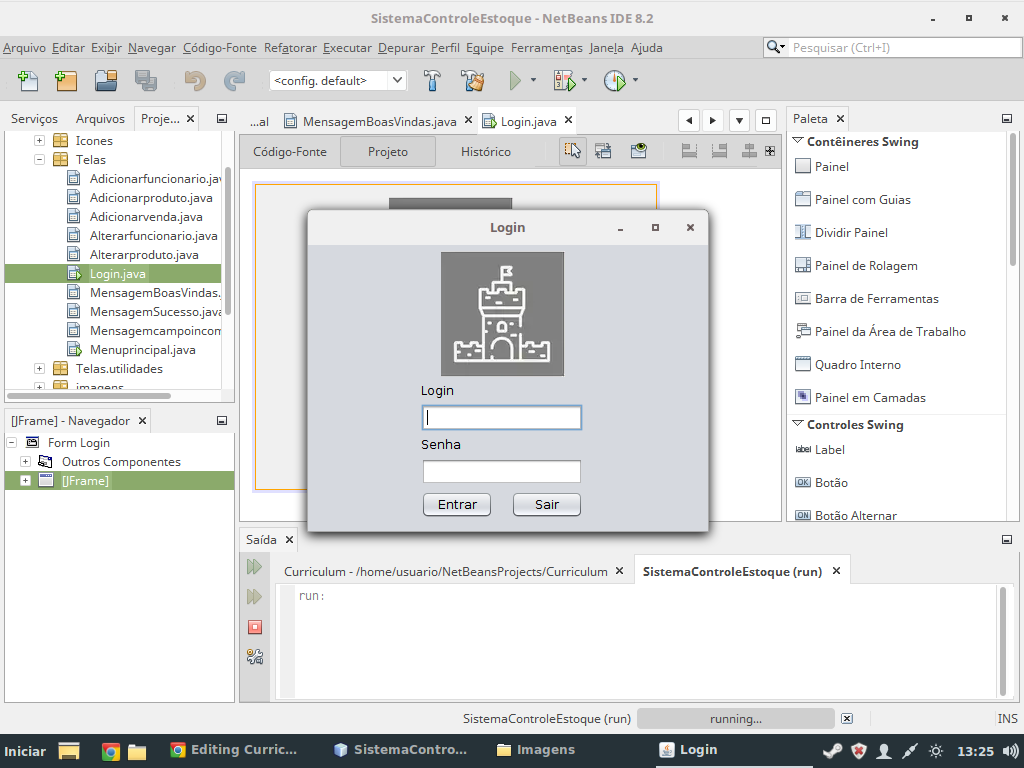 SistemaControleEstoque - NetBeans IDE 8.2
Arquivo Editar Exibir Navegar Código-Fonte Refatorar Executar Depurar Perfil Equipe Ferramentas Janela Ajuda
Pesquisar (Ctrl+I)
<config. default>
Serviços Arquivos Proje...
...al MensagemBoasVindas.java Login.java
Código-Fonte Projeto Histórico
Icones
Telas
Adicionarfuncionario.jav
Adicionarproduto.java
Adicionarvenda.java
Alterarfuncionario.java
Alterarproduto.java
Login.java
MensagemBoasVindas.
MensagemSucesso.java
Mensagemcampoincom
Menuprincipal.java
Telas.utilidades
imagens
[JFrame] - Navegador
Form Login
Outros Componentes
[JFrame]
Login
Login
Senha
Entrar Sair
Paleta
Contêineres Swing
Painel
Painel com Guias
Dividir Painel
Painel de Rolagem
Barra de Ferramentas
Painel da Área de Trabalho
Quadro Interno
Painel em Camadas
Controles Swing
label Label
OK Botão
ON Botão Alternar
Saída
Curriculum - /home/usuario/NetBeansProjects/Curriculum SistemaControleEstoque (run)
run:
SistemaControleEstoque (run) running... INS
Iniciar Editing Curric... SistemaContro... Imagens Login 13:25